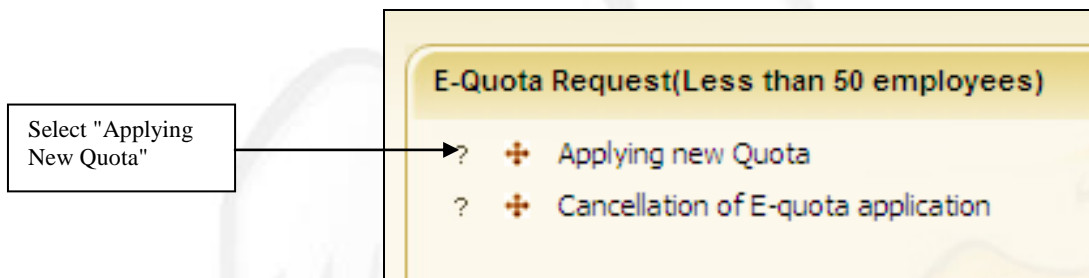 E-Quota Request(Less than 50 employees)
Select "Applying
New Quota"
? Applying new Quota
? Cancellation of E-quota application